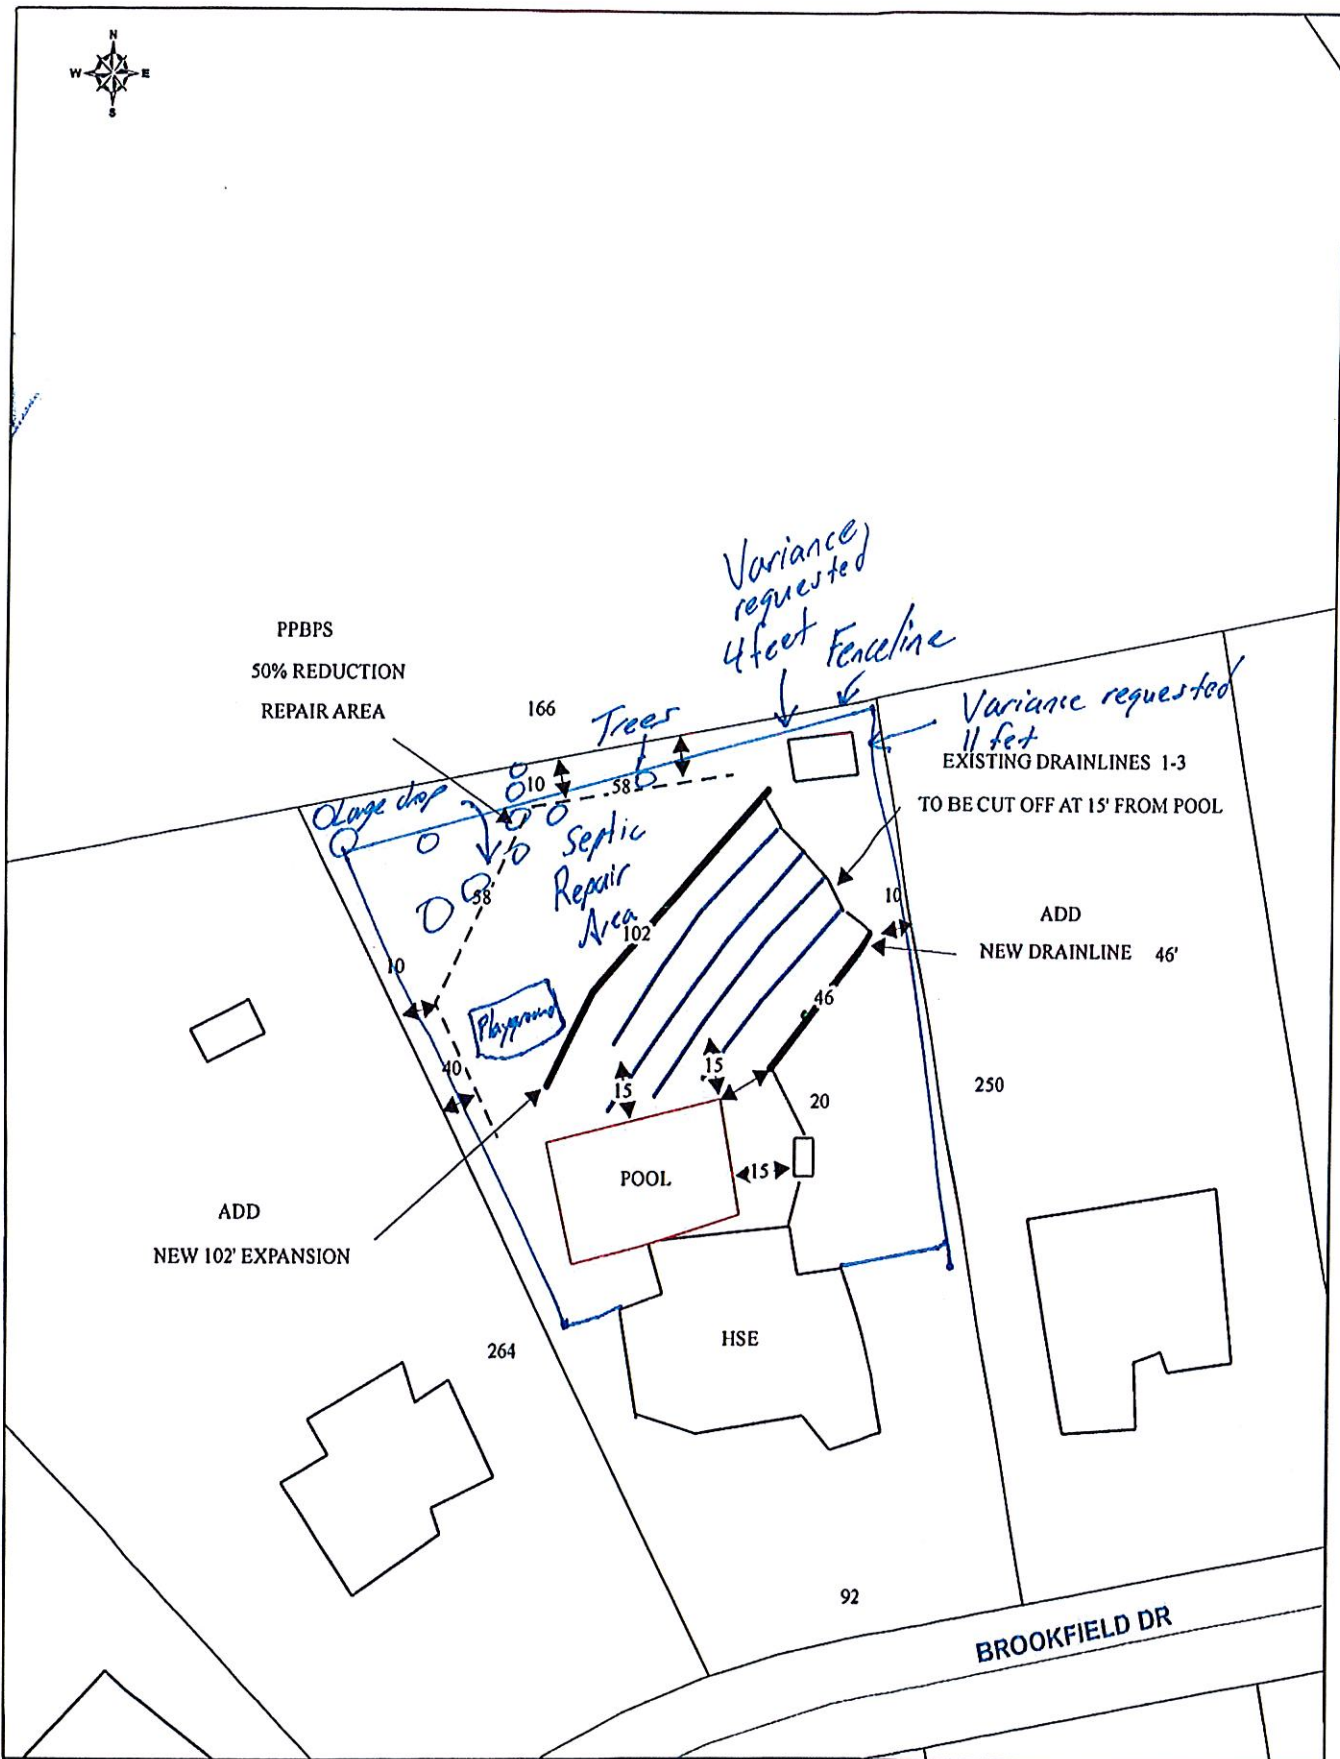 N
W E
S
Variance
requested
4 feet
Fenceline
PPBPS
50% REDUCTION
REPAIR AREA
166
Trees
Variance requested
11 feet
EXISTING DRAINLINES 1-3
TO BE CUT OFF AT 15' FROM POOL
10
58
Large drop
Septic
Repair
Area
58
102
10
ADD
NEW DRAINLINE 46'
10
Playground
46
40
15
15
20
250
POOL
15
ADD
NEW 102' EXPANSION
264
HSE
92
BROOKFIELD DR